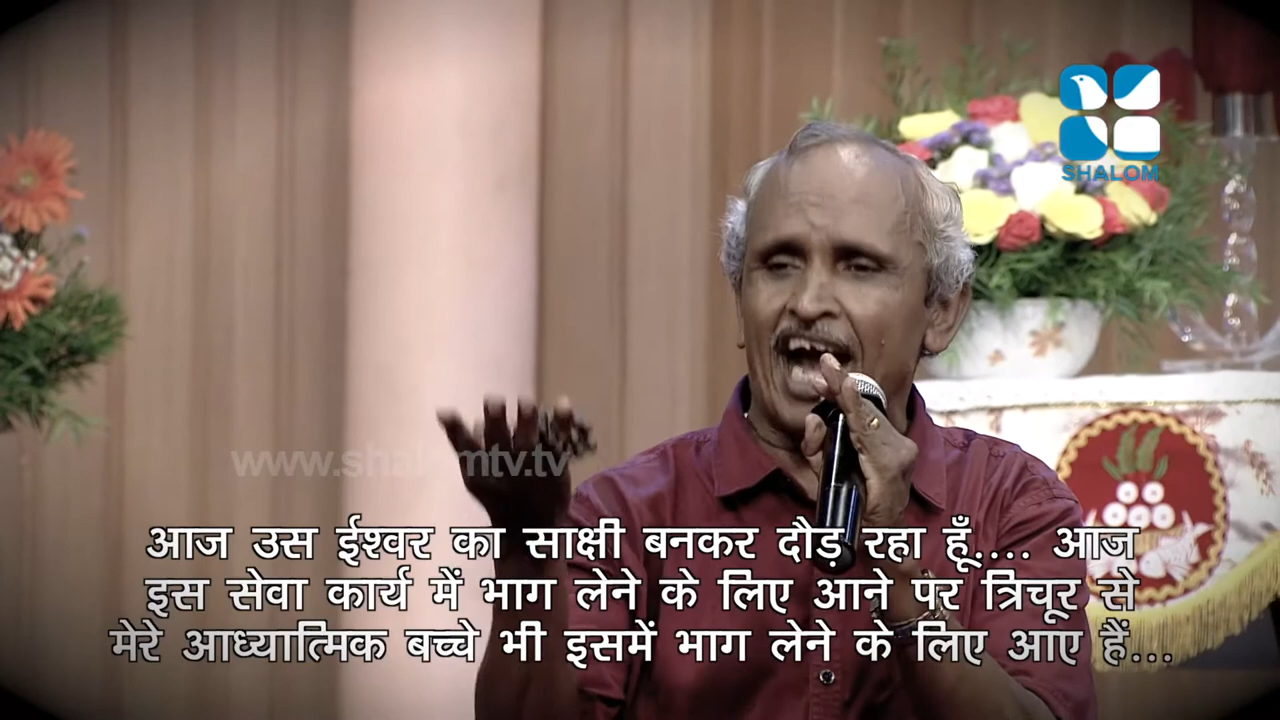 SHALOM
www.shalomtv.tv
आज उस ईश्वर का साक्षी बनकर दौड़ रहा हूँ.... आज
इस सेवा कार्य में भाग लेने के लिए आने पर त्रिचूर से
मेरे आध्यात्मिक बच्चे भी इसमें भाग लेने के लिए आए हैं...